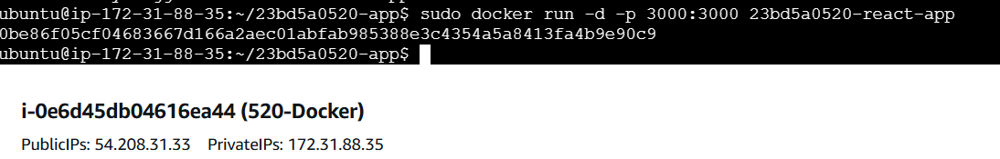 ubuntu@ip-172-31-88-35:~/23bd5a0520-app$ sudo docker run -d -p 3000:3000 23bd5a0520-react-app
0be86f05cf04683667d166a2aec01abfab985388e3c4354a5a8413fa4b9e90c9
ubuntu@ip-172-31-88-35:~/23bd5a0520-app$
i-0e6d45db04616ea44 (520-Docker)
PublicIPs: 54.208.31.33 PrivateIPs: 172.31.88.35